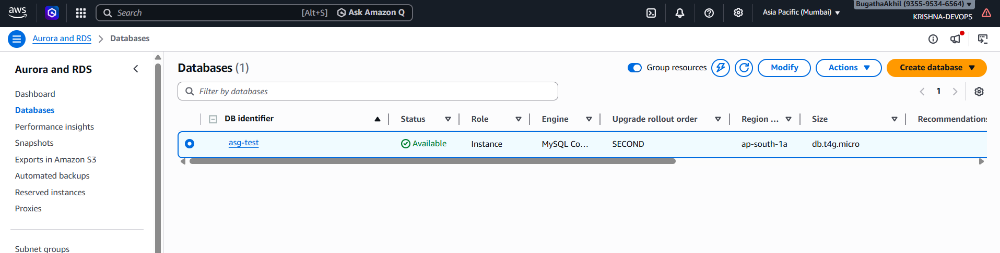 aws
Search [Alt+S] Ask Amazon Q
Asia Pacific (Mumbai)
BugathaAkhil (9355-9534-6564)
KRISHNA-DEVOPS
Aurora and RDS > Databases
Aurora and RDS
Dashboard
Databases
Performance insights
Snapshots
Exports in Amazon S3
Automated backups
Reserved instances
Proxies
Subnet groups
Databases (1)
Group resources
Modify
Actions
Create database
Filter by databases
1
DB identifier Status Role Engine Upgrade rollout order Region ... Size Recommendations
asg-test Available Instance MySQL Co... SECOND ap-south-1a db.t4g.micro